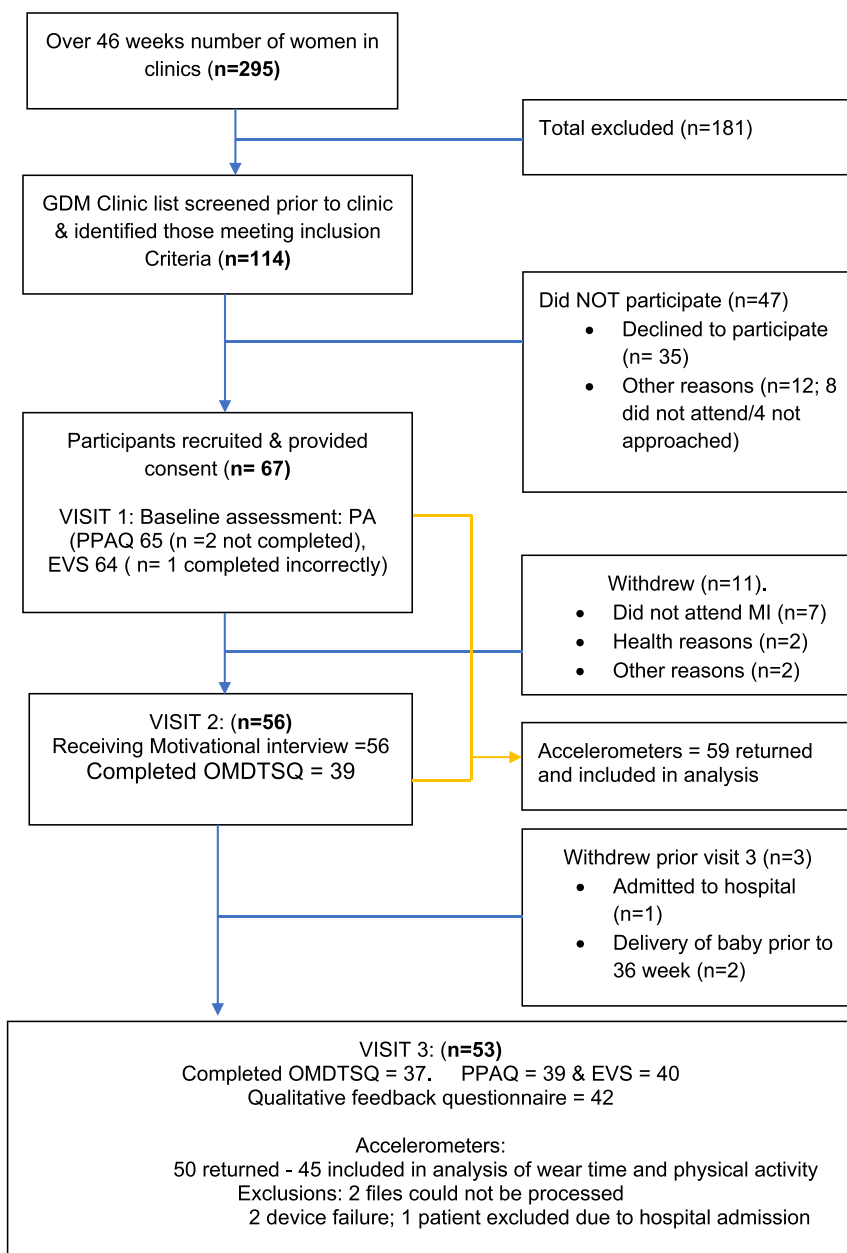 Over 46 weeks number of women in
clinics (n=295)
Total excluded (n=181)
GDM Clinic list screened prior to clinic
& identified those meeting inclusion
Criteria (n=114)
Did NOT participate (n=47)
• Declined to participate
(n= 35)
• Other reasons (n=12; 8
did not attend/4 not
approached)
Participants recruited & provided
consent (n= 67)
VISIT 1: Baseline assessment: PA
(PPAQ 65 (n =2 not completed),
EVS 64 ( n= 1 completed incorrectly)
Withdrew (n=11).
• Did not attend MI (n=7)
• Health reasons (n=2)
• Other reasons (n=2)
VISIT 2: (n=56)
Receiving Motivational interview =56
Completed OMDTSQ = 39
Accelerometers = 59 returned
and included in analysis
Withdrew prior visit 3 (n=3)
• Admitted to hospital
(n=1)
• Delivery of baby prior to
36 week (n=2)
VISIT 3: (n=53)
Completed OMDTSQ = 37. PPAQ = 39 & EVS = 40
Qualitative feedback questionnaire = 42
Accelerometers:
50 returned - 45 included in analysis of wear time and physical activity
Exclusions: 2 files could not be processed
2 device failure; 1 patient excluded due to hospital admission